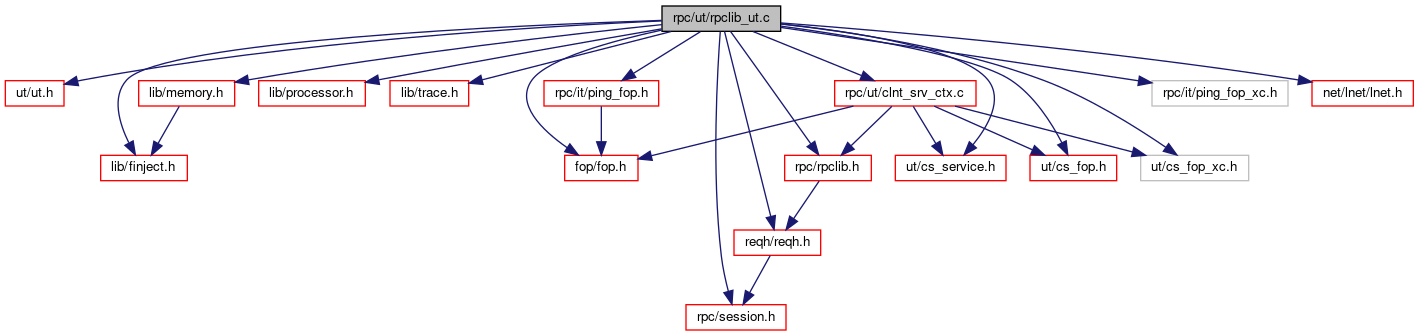 rpc/ut/rpclib_ut.c
ut/ut.h
lib/memory.h
lib/processor.h
lib/trace.h
rpc/it/ping_fop.h
rpc/ut/clnt_srv_ctx.c
rpc/it/ping_fop_xc.h
net/lnet/lnet.h
lib/finject.h
fop/fop.h
rpc/rpclib.h
ut/cs_service.h
ut/cs_fop.h
ut/cs_fop_xc.h
reqh/reqh.h
rpc/session.h